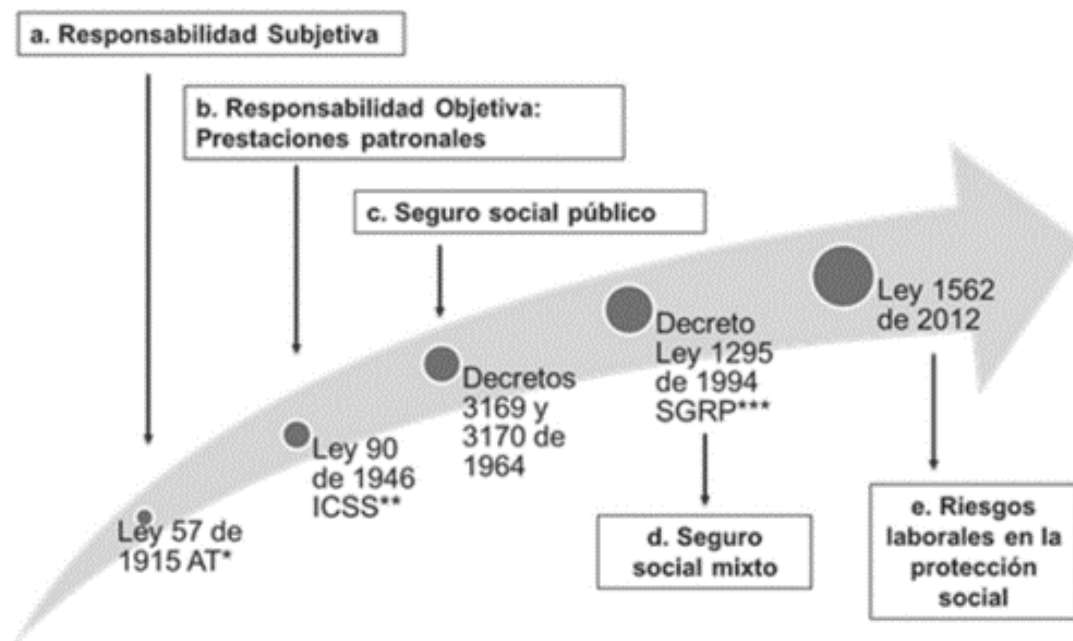 a. Responsabilidad Subjetiva
b. Responsabilidad Objetiva:
Prestaciones patronales
c. Seguro social público
Ley 57 de
1915 AT*
Ley 90
de 1946
ICSS**
Decretos
3169 y
3170 de
1964
Decreto
Ley 1295
de 1994
SGRP***
Ley 1562
de 2012
d. Seguro
social mixto
e. Riesgos
laborales en la
protección
social